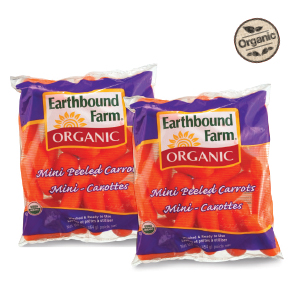 Organic
Earthbound
Farm
ORGANIC
Mini Peeled Carrots
Mini - Carottes
Earthbound
Farm
ORGANIC
Mini Peeled Carrots
Mini - Carottes